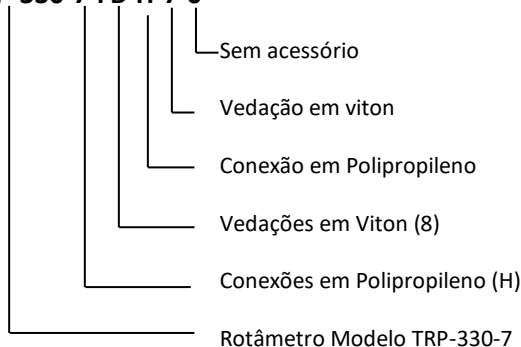 Sem acessório
Vedação em viton
Conexão em Polipropileno
Vedações em Viton (8)
Conexões em Polipropileno (H)
Rotâmetro Modelo TRP-330-7